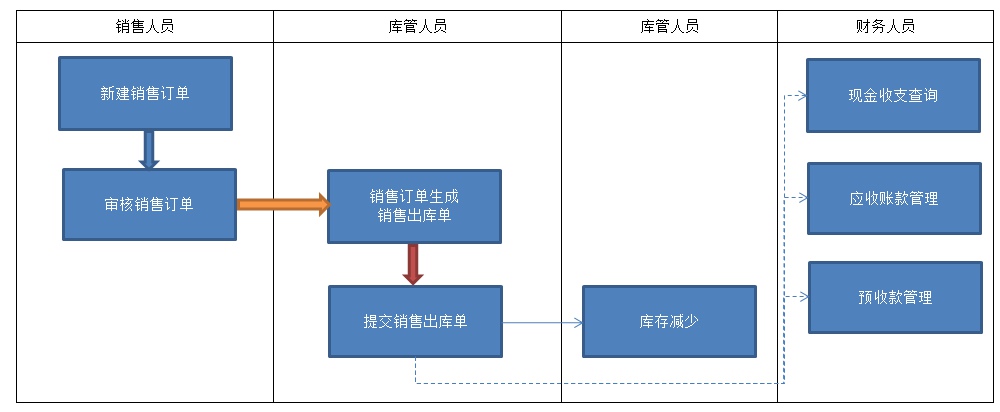 销售人员
库管人员
库管人员
财务人员
新建销售订单
审核销售订单
销售订单生成
销售出库单
提交销售出库单
库存减少
现金收支查询
应收账款管理
预收款管理